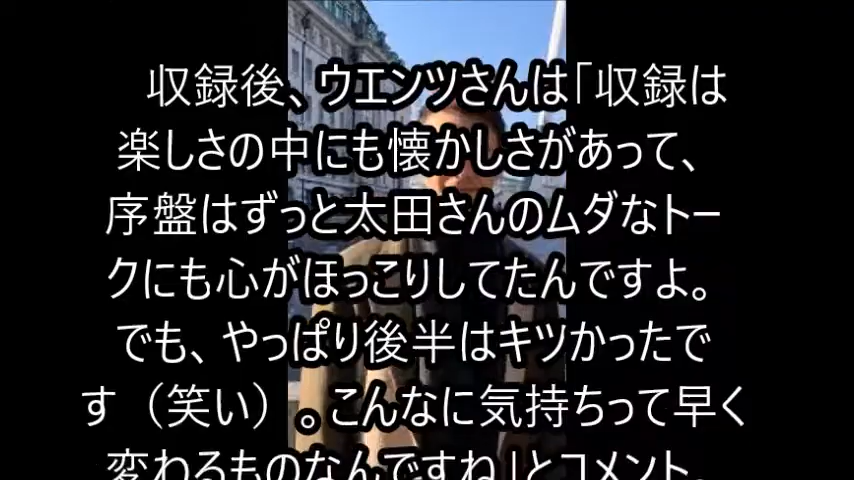 収録後、ウエンツさんは「収録は
楽しさの中にも懐かしさがあって、
序盤はずっと太田さんのムダなトー
クにも心がほっこりしてたんですよ。
でも、やっぱり後半はキツかったで
す（笑い）。こんなに気持ちって早く
変わるものなんですね」とコメント。